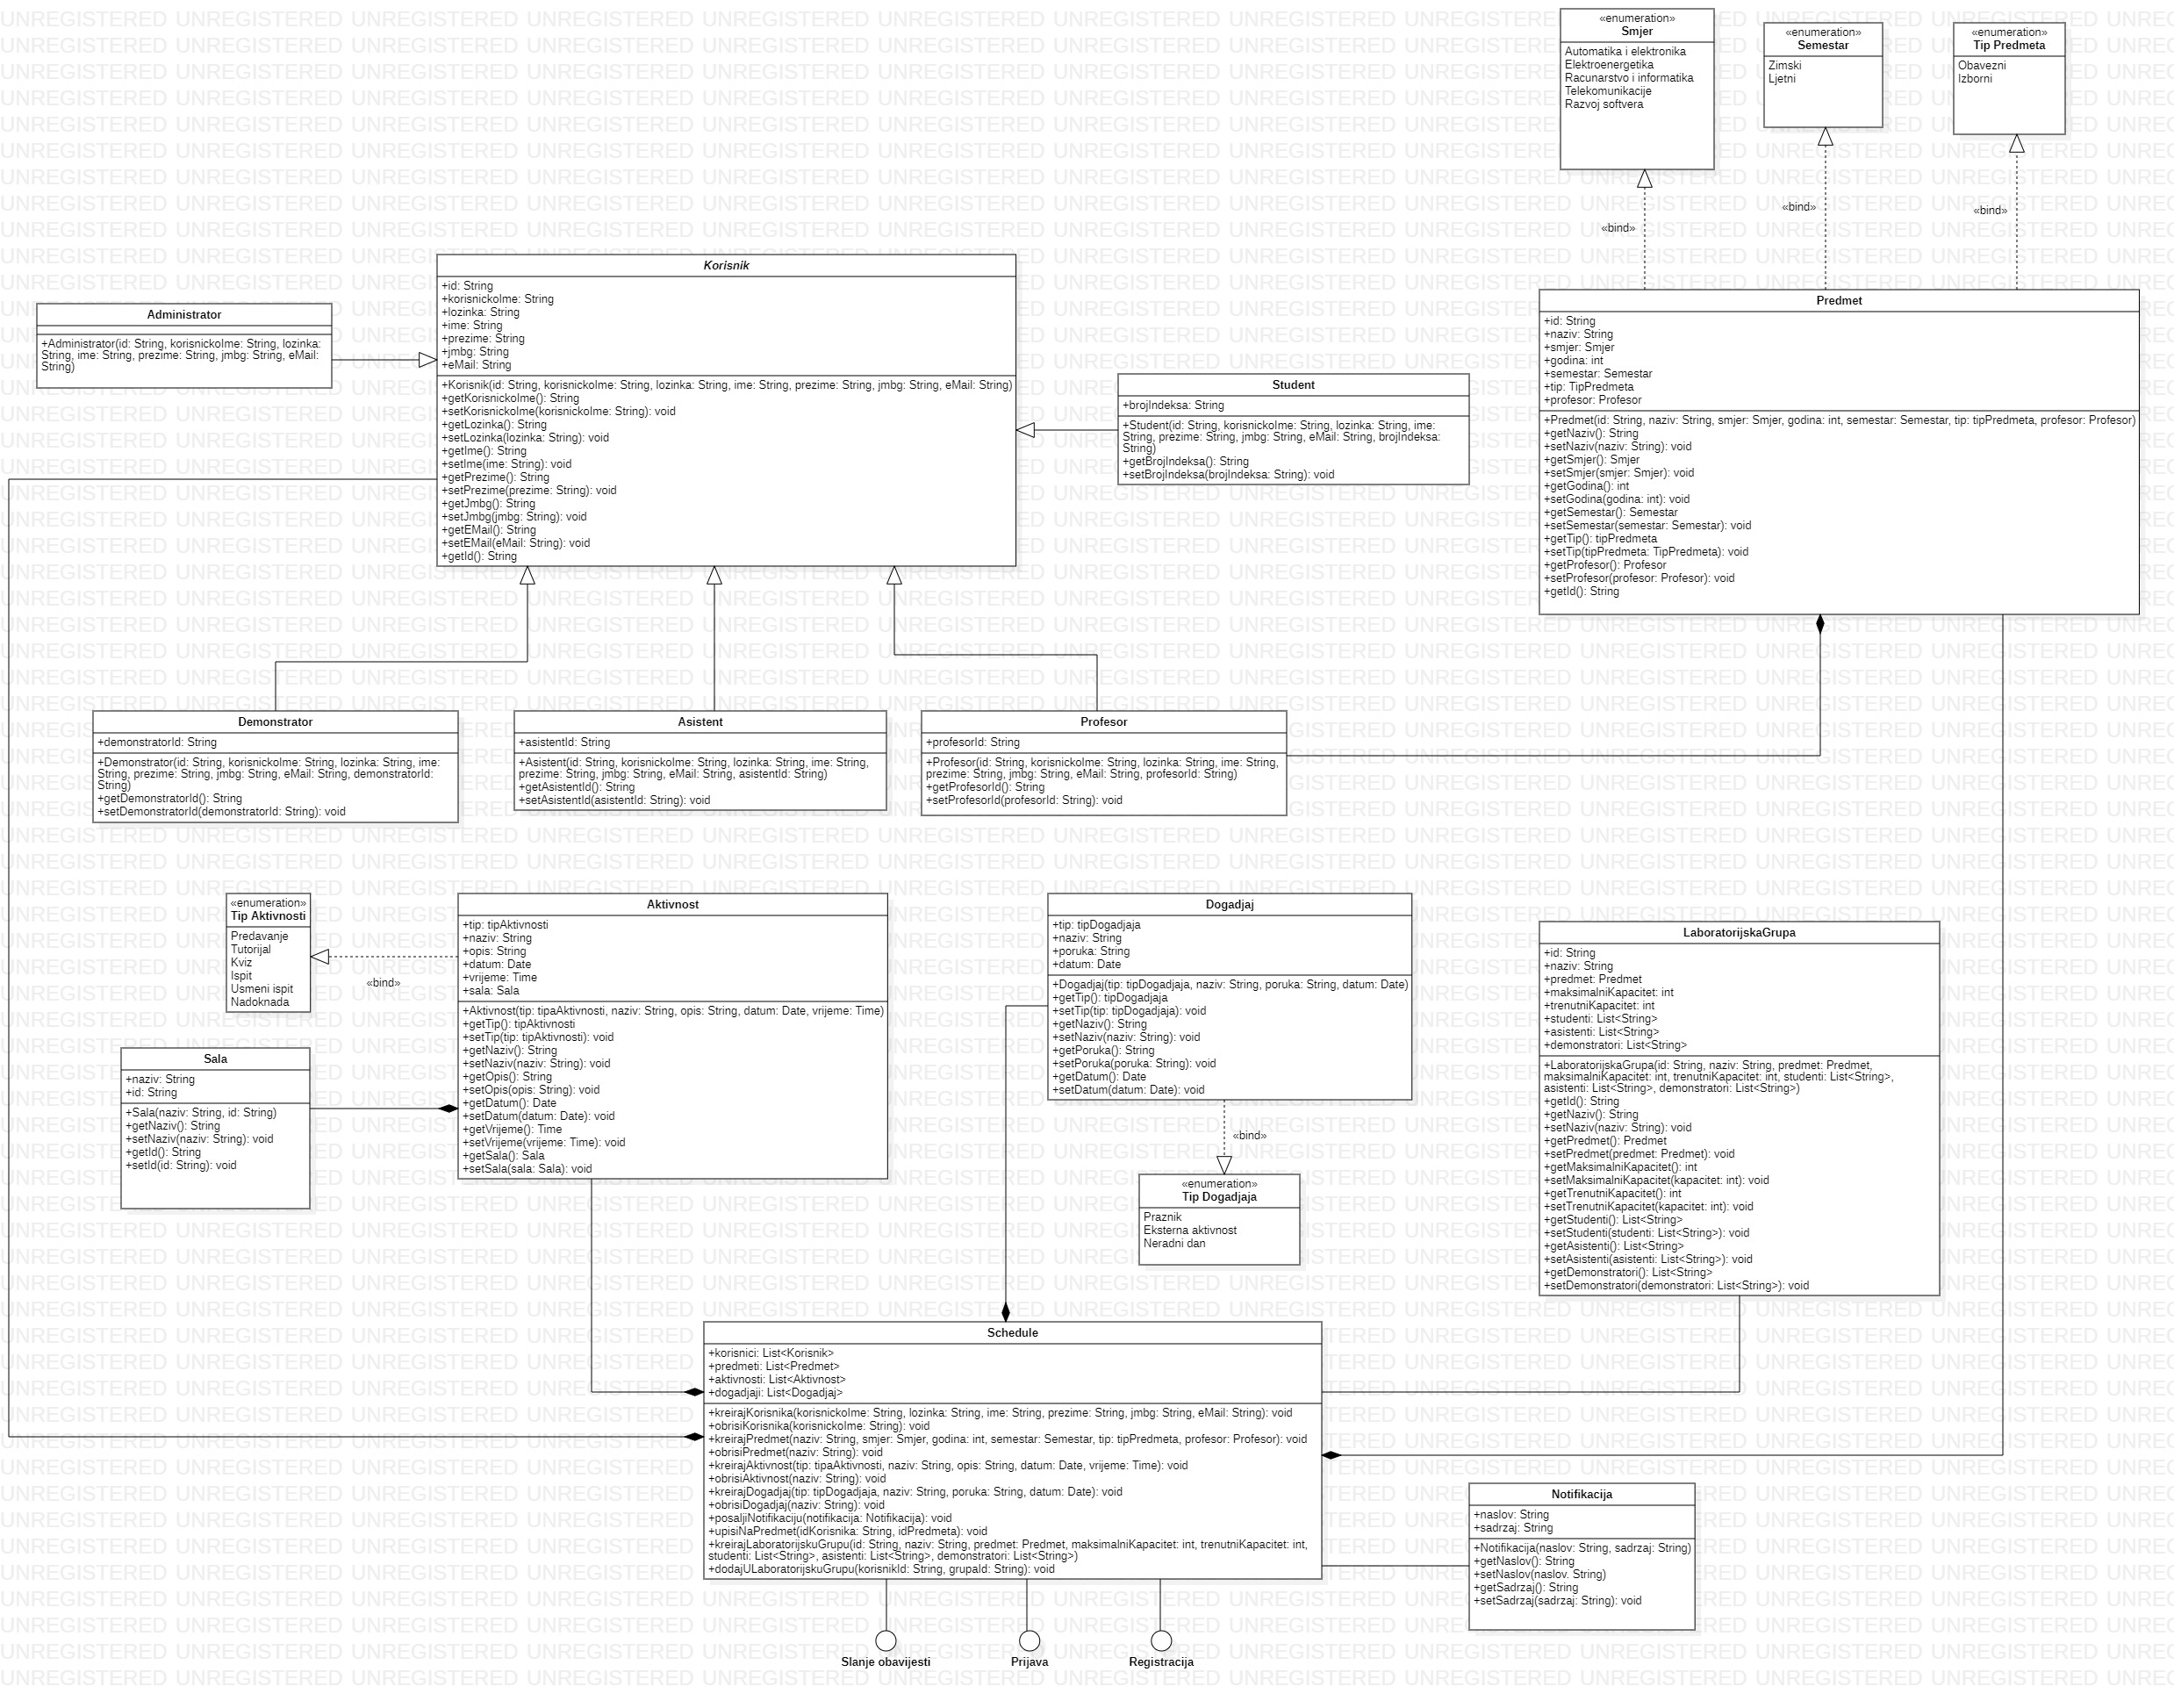 «enumeration»
Smjer
Automatika i elektronika
Elektroenergetika
Racunarstvo i informatika
Telekomunikacije
Razvoj softvera
«enumeration»
Semestar
Zimski
Ljetni
«enumeration»
Tip Predmeta
Obavezni
Izborni
«bind»
«bind»
«bind»
Korisnik
+id: String
+korisnickoIme: String
+lozinka: String
+ime: String
+prezime: String
+jmbg: String
+eMail: String
+Korisnik(id: String, korisnickoIme: String, lozinka: String, ime: String, prezime: String, jmbg: String, eMail: String)
+getKorisnickoIme(): String
+setKorisnickoIme(korisnickoIme: String): void
+getLozinka(): String
+setLozinka(lozinka: String): void
+getIme(): String
+setIme(ime: String): void
+getPrezime(): String
+setPrezime(prezime: String): void
+getJmbg(): String
+setJmbg(jmbg: String): void
+getEMail(): String
+setEMail(eMail: String): void
+getId(): String
Administrator
+Administrator(id: String, korisnickoIme: String, lozinka:
String, ime: String, prezime: String, jmbg: String, eMail:
String)
Student
+brojIndeksa: String
+Student(id: String, korisnickoIme: String, lozinka: String, ime:
String, prezime: String, jmbg: String, eMail: String, brojIndeksa:
String)
+getBrojIndeksa(): String
+setBrojIndeksa(brojIndeksa: String): void
Predmet
+id: String
+naziv: String
+smjer: Smjer
+godina: int
+semestar: Semestar
+tip: TipPredmeta
+profesor: Profesor
+Predmet(id: String, naziv: String, smjer: Smjer, godina: int, semestar: Semestar, tip: tipPredmeta, profesor: Profesor)
+getNaziv(): String
+setNaziv(naziv: String): void
+getSmjer(): Smjer
+setSmjer(smjer: Smjer): void
+getGodina(): int
+setGodina(godina: int): void
+getSemestar(): Semestar
+setSemestar(semestar: Semestar): void
+getTip(): tipPredmeta
+setTip(tipPredmeta: TipPredmeta): void
+getProfesor(): Profesor
+setProfesor(profesor: Profesor): void
+getId(): String
Demonstrator
+demonstratorId: String
+Demonstrator(id: String, korisnickoIme: String, lozinka: String, ime:
String, prezime: String, jmbg: String, eMail: String, demonstratorId:
String)
+getDemonstratorId(): String
+setDemonstratorId(demonstratorId: String): void
Asistent
+asistentId: String
+Asistent(id: String, korisnickoIme: String, lozinka: String, ime: String,
prezime: String, jmbg: String, eMail: String, asistentId: String)
+getAsistentId(): String
+setAsistentId(asistentId: String): void
Profesor
+profesorId: String
+Profesor(id: String, korisnickoIme: String, lozinka: String, ime: String,
prezime: String, jmbg: String, eMail: String, profesorId: String)
+getProfesorId(): String
+setProfesorId(profesorId: String): void
«enumeration»
Tip Aktivnosti
Predavanje
Tutorijal
Kviz
Ispit
Usmeni ispit
Nadoknada
«bind»
Aktivnost
+tip: tipAktivnosti
+naziv: String
+opis: String
+datum: Date
+vrijeme: Time
+sala: Sala
+Aktivnost(tip: tipaAktivnosti, naziv: String, opis: String, datum: Date, vrijeme: Time)
+getTip(): tipAktivnosti
+setTip(tip: tipAktivnosti): void
+getNaziv(): String
+setNaziv(naziv: String): void
+getOpis(): String
+setOpis(opis: String): void
+getDatum(): Date
+setDatum(datum: Date): void
+getVrijeme(): Time
+setVrijeme(vrijeme: Time): void
+getSala(): Sala
+setSala(sala: Sala): void
Sala
+naziv: String
+id: String
+Sala(naziv: String, id: String)
+getNaziv(): String
+setNaziv(naziv: String): void
+getId(): String
+setId(id: String): void
Dogadjaj
+tip: tipDogadjaja
+naziv: String
+poruka: String
+datum: Date
+Dogadjaj(tip: tipDogadjaja, naziv: String, poruka: String, datum: Date)
+getTip(): tipDogadjaja
+setTip(tip: tipDogadjaja): void
+getNaziv(): String
+setNaziv(naziv: String): void
+getPoruka(): String
+setPoruka(poruka: String): void
+getDatum(): Date
+setDatum(datum: Date): void
«bind»
«enumeration»
Tip Dogadjaja
Praznik
Eksterna aktivnost
Neradni dan
LaboratorijskaGrupa
+id: String
+naziv: String
+predmet: Predmet
+maksimalniKapacitet: int
+trenutniKapacitet: int
+studenti: List<String>
+asistenti: List<String>
+demonstratori: List<String>
+LaboratorijskaGrupa(id: String, naziv: String, predmet: Predmet,
maksimalniKapacitet: int, trenutniKapacitet: int, studenti: List<String>,
asistenti: List<String>, demonstratori: List<String>)
+getId(): String
+getNaziv(): String
+setNaziv(naziv: String): void
+getPredmet(): Predmet
+setPredmet(predmet: Predmet): void
+getMaksimalniKapacitet(): int
+setMaksimalniKapacitet(kapacitet: int): void
+getTrenutniKapacitet(): int
+setTrenutniKapacitet(kapacitet: int): void
+getStudenti(): List<String>
+setStudenti(studenti: List<String>): void
+getAsistenti(): List<String>
+setAsistenti(asistenti: List<String>): void
+getDemonstratori(): List<String>
+setDemonstratori(demonstratori: List<String>): void
Schedule
+korisnici: List<Korisnik>
+predmeti: List<Predmet>
+aktivnosti: List<Aktivnost>
+dogadjaji: List<Dogadjaj>
+kreirajKorisnika(korisnickoIme: String, lozinka: String, ime: String, prezime: String, jmbg: String, eMail: String): void
+obrisiKorisnika(korisnickoIme: String): void
+kreirajPredmet(naziv: String, smjer: Smjer, godina: int, semestar: Semestar, tip: tipPredmeta, profesor: Profesor): void
+obrisiPredmet(naziv: String): void
+kreirajAktivnost(tip: tipaAktivnosti, naziv: String, opis: String, datum: Date, vrijeme: Time): void
+obrisiAktivnost(naziv: String): void
+kreirajDogadjaj(tip: tipDogadjaja, naziv: String, poruka: String, datum: Date): void
+obrisiDogadjaj(naziv: String): void
+posaljiNotifikaciju(notifikacija: Notifikacija): void
+upisiNaPredmet(idKorisnika: String, idPredmeta): void
+kreirajLaboratorijskuGrupu(id: String, naziv: String, predmet: Predmet, maksimalniKapacitet: int, trenutniKapacitet: int,
studenti: List<String>, asistenti: List<String>, demonstratori: List<String>)
+dodajULaboratorijskuGrupu(korisnikId: String, grupaId: String): void
Notifikacija
+naslov: String
+sadrzaj: String
+Notifikacija(naslov: String, sadrzaj: String)
+getNaslov(): String
+setNaslov(naslov. String)
+getSadrzaj(): String
+setSadrzaj(sadrzaj: String): void
Slanje obavijesti
Prijava
Registracija